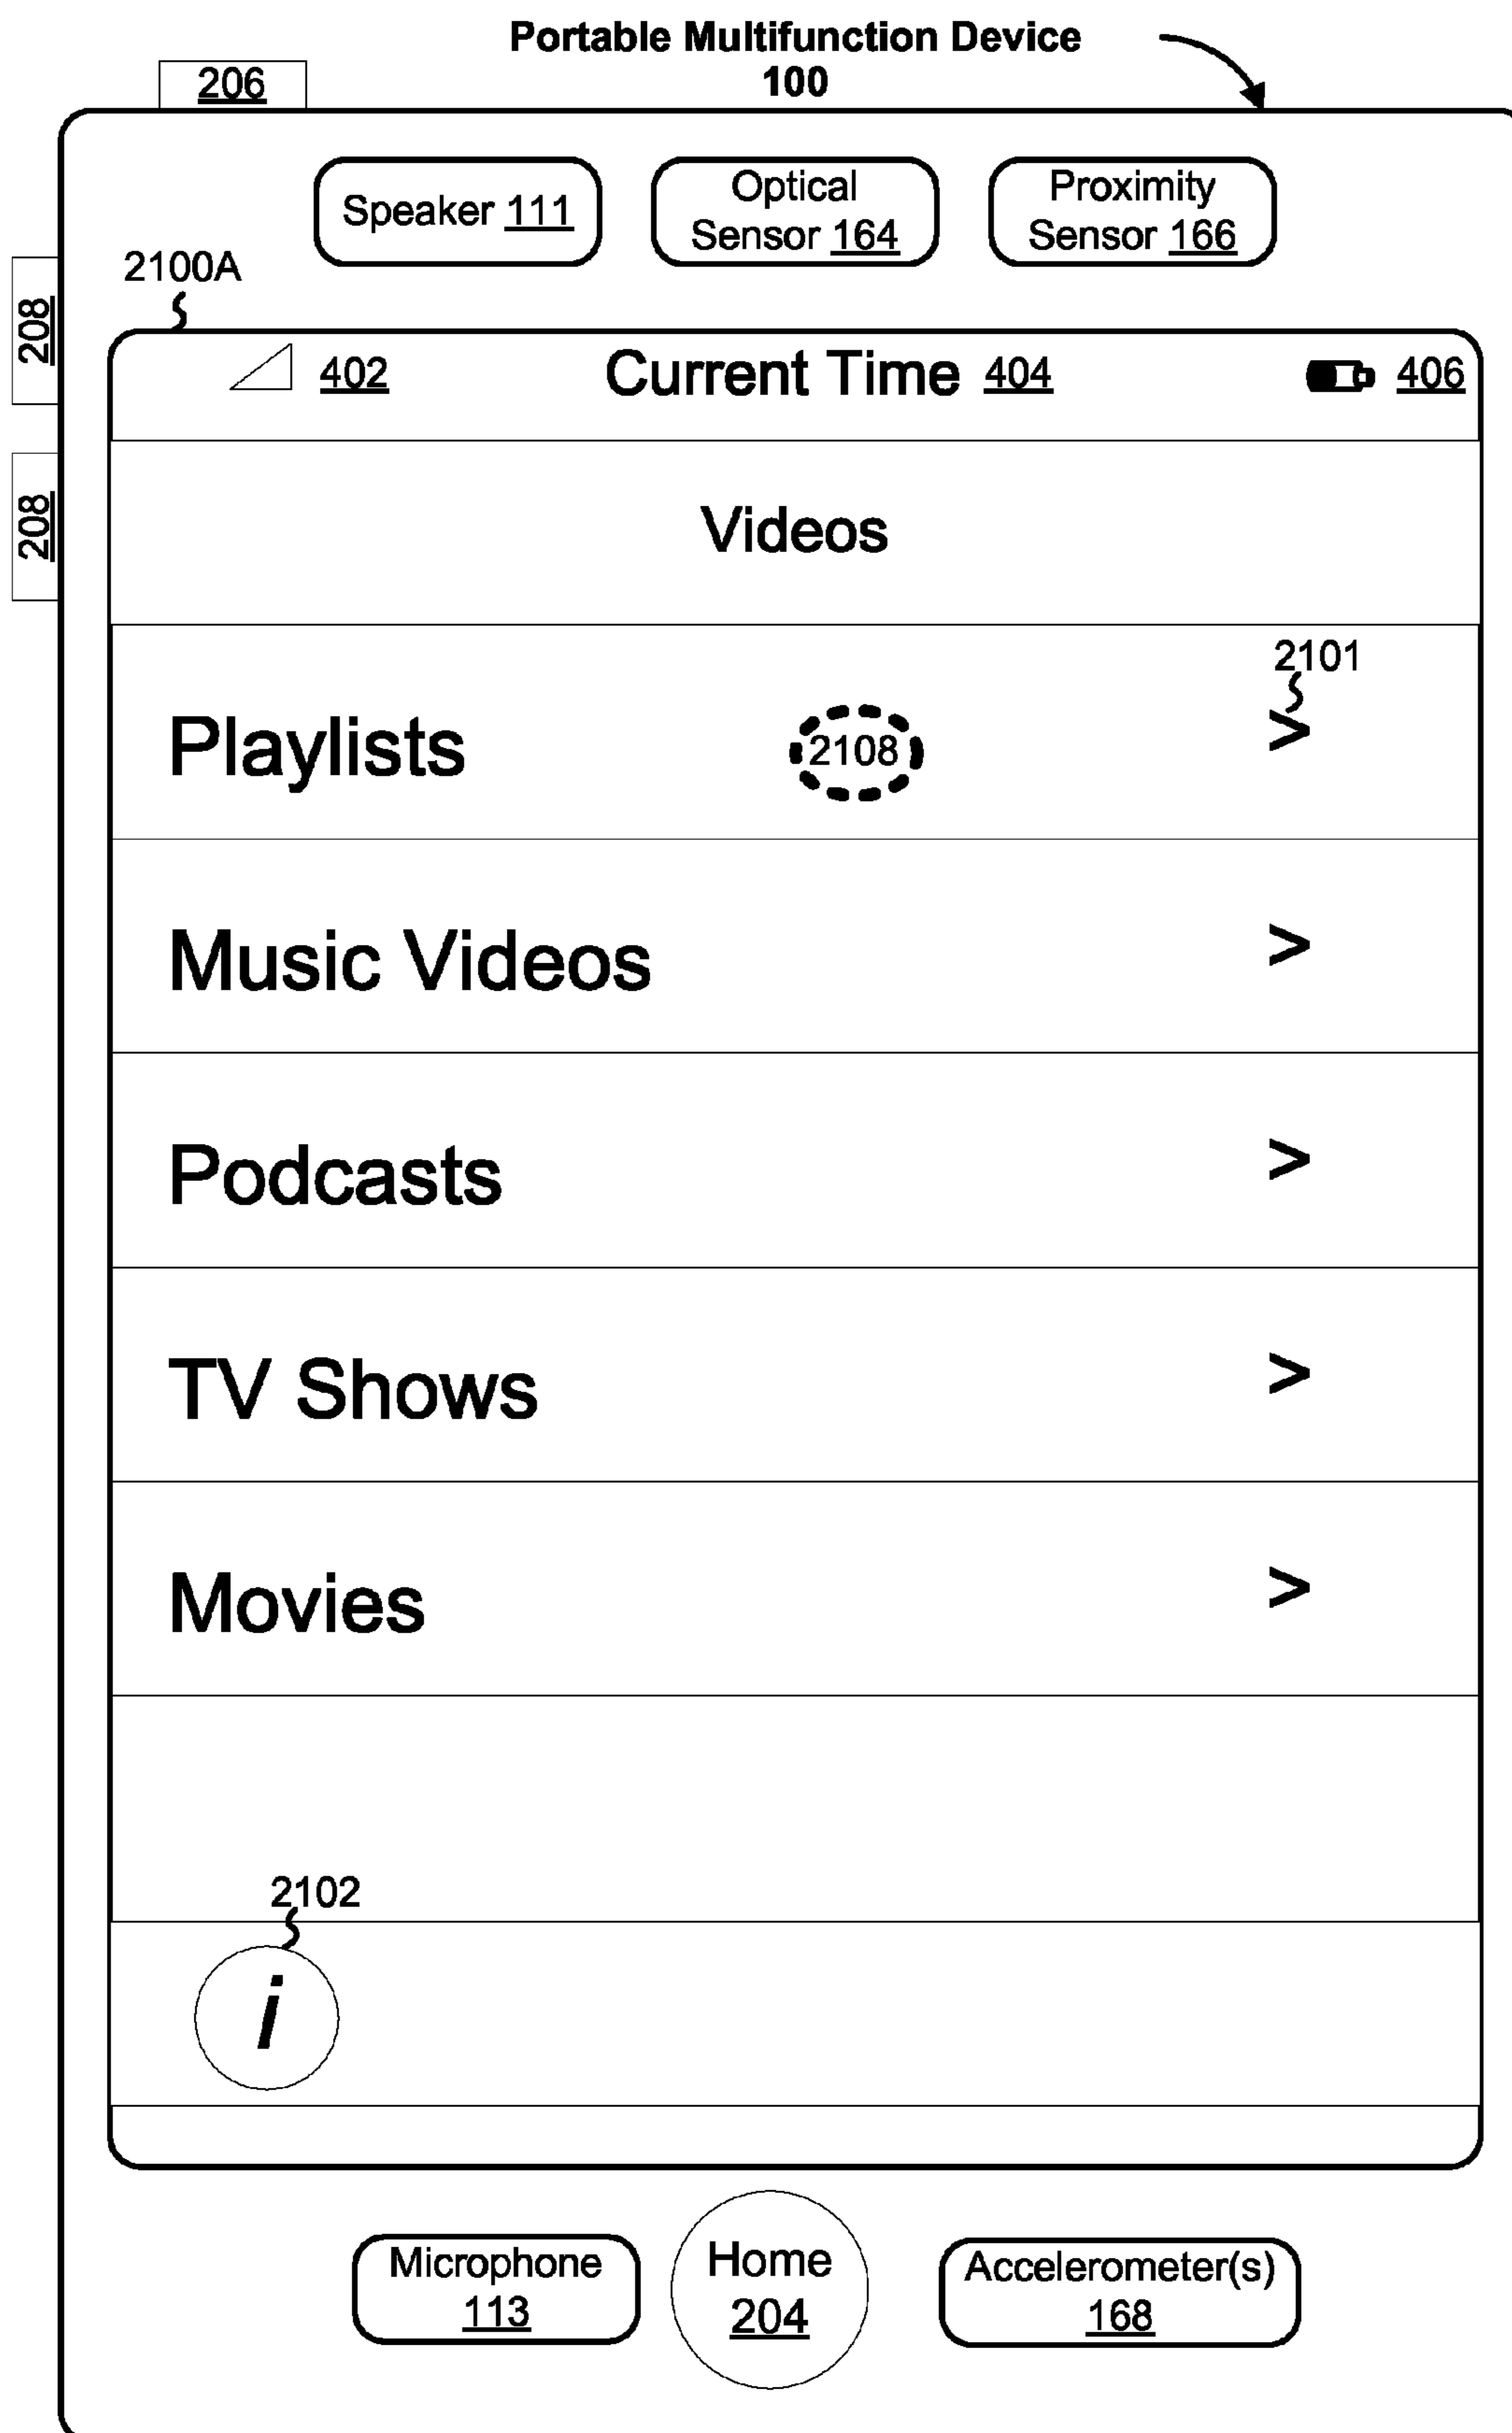 Portable Multifunction Device
100
206
Speaker 111
Optical
Sensor 164
Proximity
Sensor 166
2100A
208
402
Current Time 404
406
208
Videos
2101
Playlists
2108
>
Music Videos
>
Podcasts
>
TV Shows
>
Movies
>
2102
i
Microphone
113
Home
204
Accelerometer(s)
168